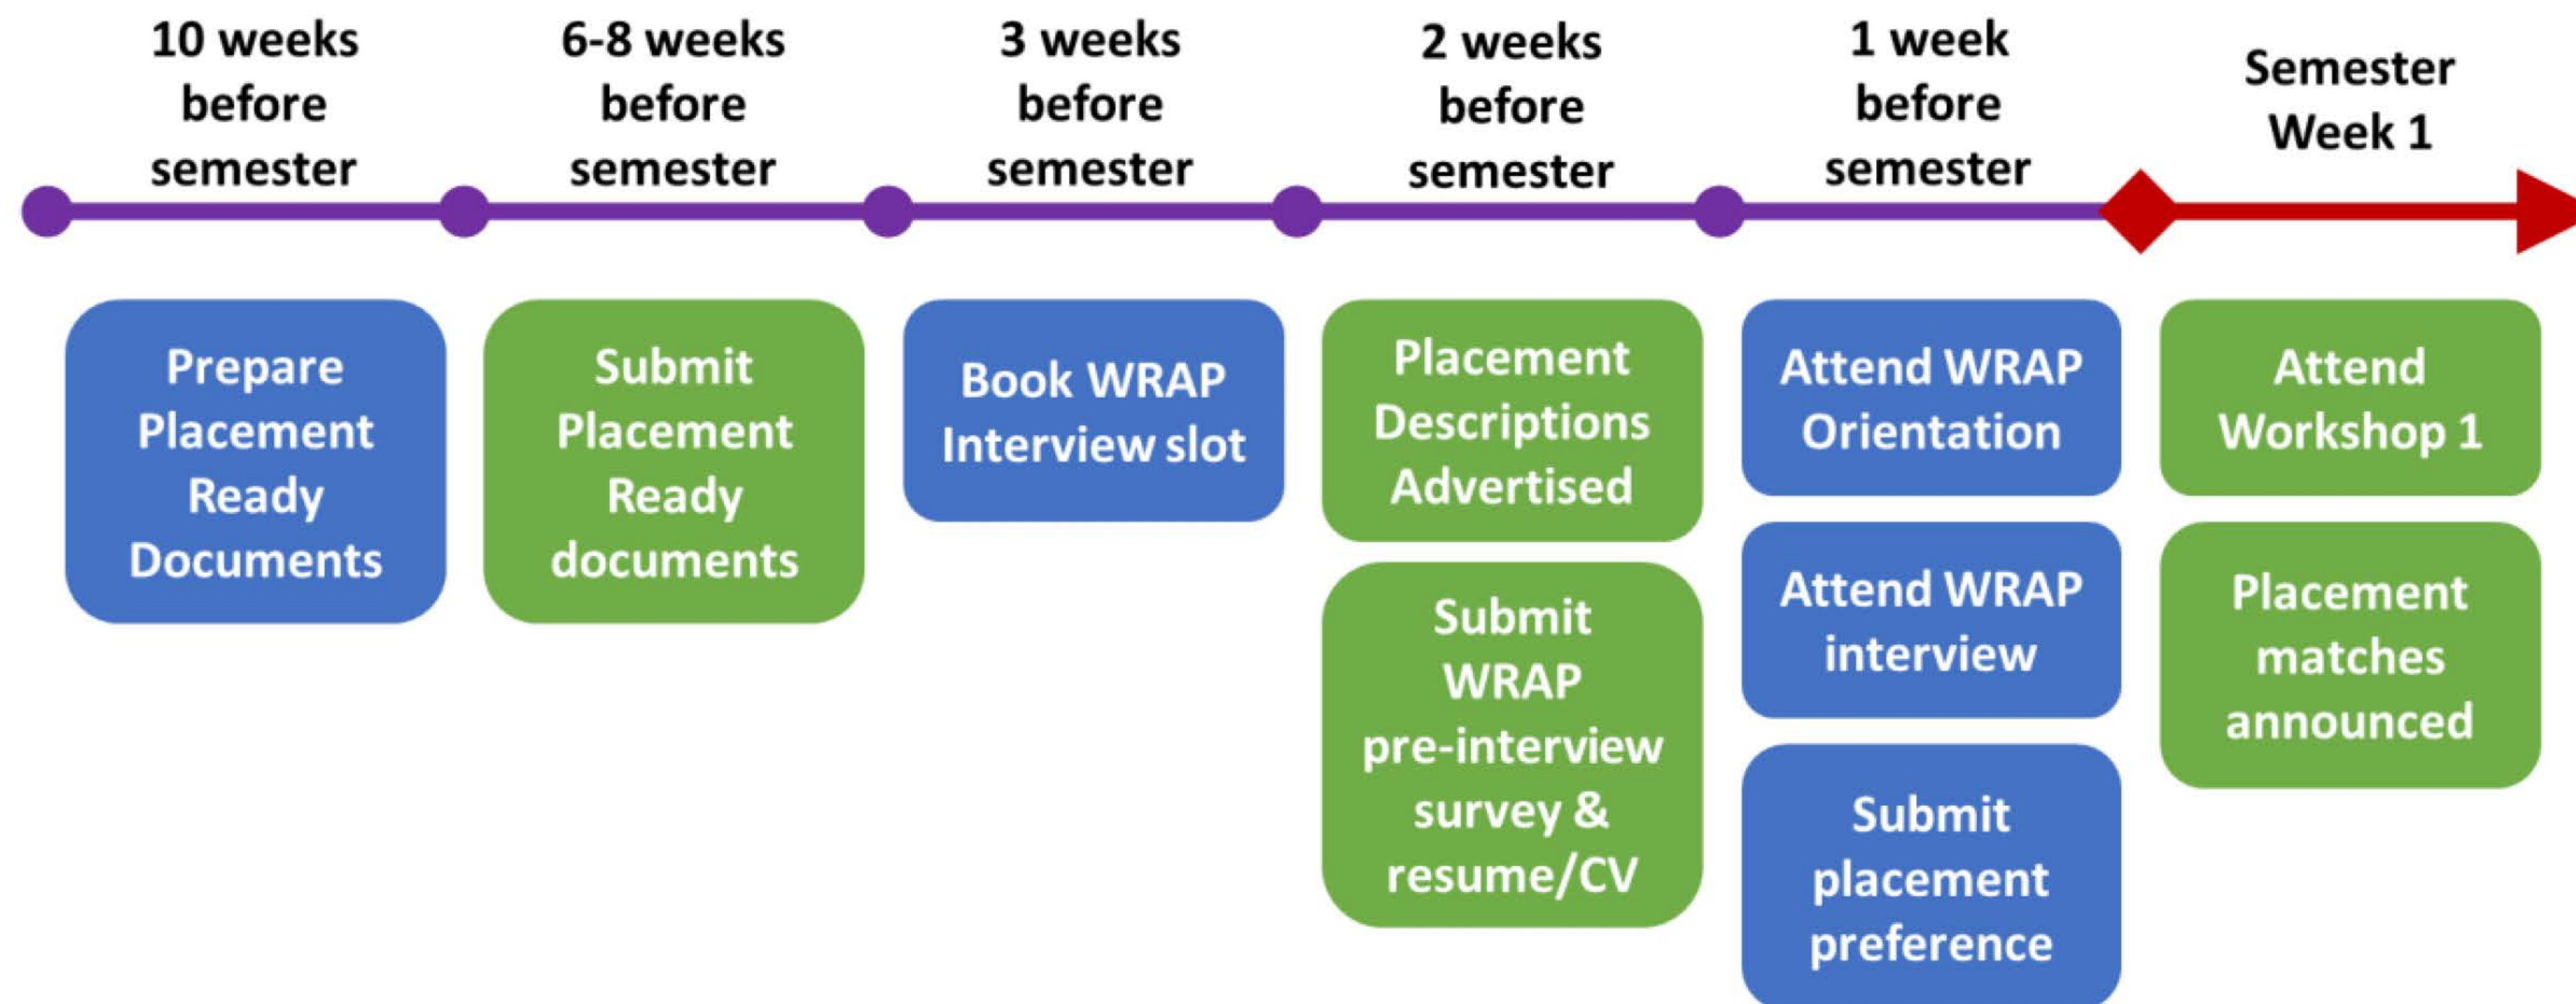 10 weeks
before
semester
6-8 weeks
before
semester
3 weeks
before
semester
2 weeks
before
semester
1 week
before
semester
Semester
Week 1
Prepare
Placement
Ready
Documents
Submit
Placement
Ready
documents
Book WRAP
Interview slot
Placement
Descriptions
Advertised
Submit
WRAP
pre-interview
survey &
resume/CV
Attend WRAP
Orientation
Attend WRAP
interview
Submit
placement
preference
Attend
Workshop 1
Placement
matches
announced